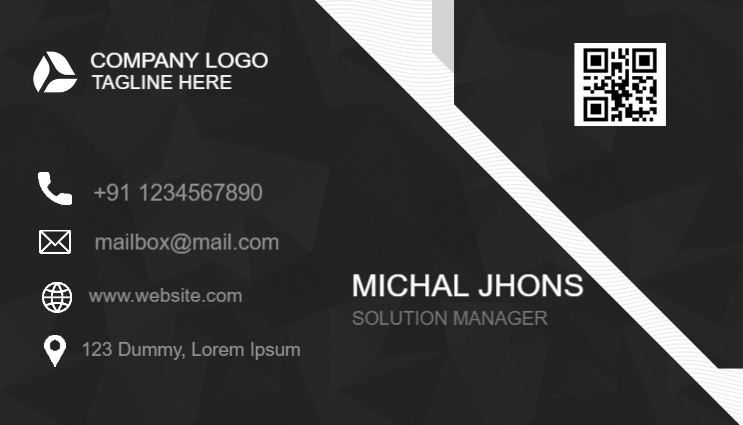 COMPANY LOGO
TAGLINE HERE
+91 1234567890
mailbox@mail.com
www.website.com
123 Dummy, Lorem Ipsum
MICHAL JHONS
SOLUTION MANAGER